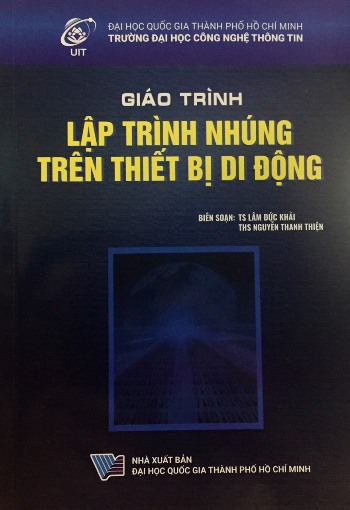 ĐẠI HỌC QUỐC GIA THÀNH PHỐ HỒ CHÍ MINH
TRƯỜNG ĐẠI HỌC CÔNG NGHỆ THÔNG TIN
UIT
GIÁO TRÌNH
LẬP TRÌNH NHÚNG
TRÊN THIẾT BỊ DI ĐỘNG
BIÊN SOẠN: TS LÂM ĐỨC KHẢI
THS NGUYỄN THANH THIỆN
NHÀ XUẤT BẢN
ĐẠI HỌC QUỐC GIA THÀNH PHỐ HỒ CHÍ MINH